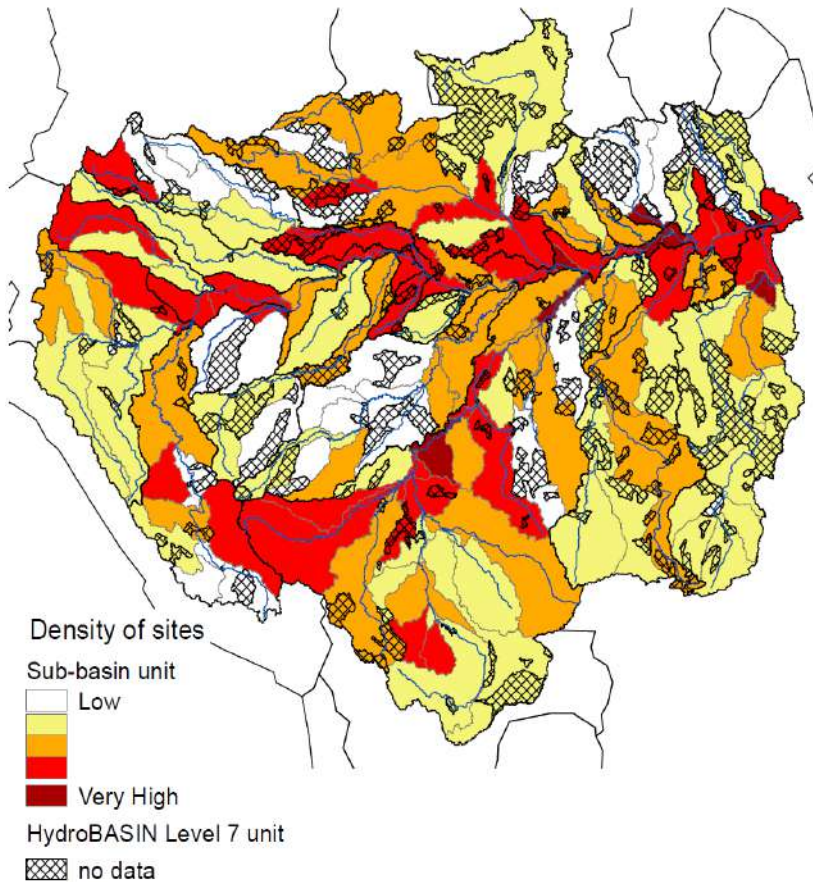 Density of sites
Sub-basin unit
Low
Very High
HydroBASIN Level 7 unit
no data